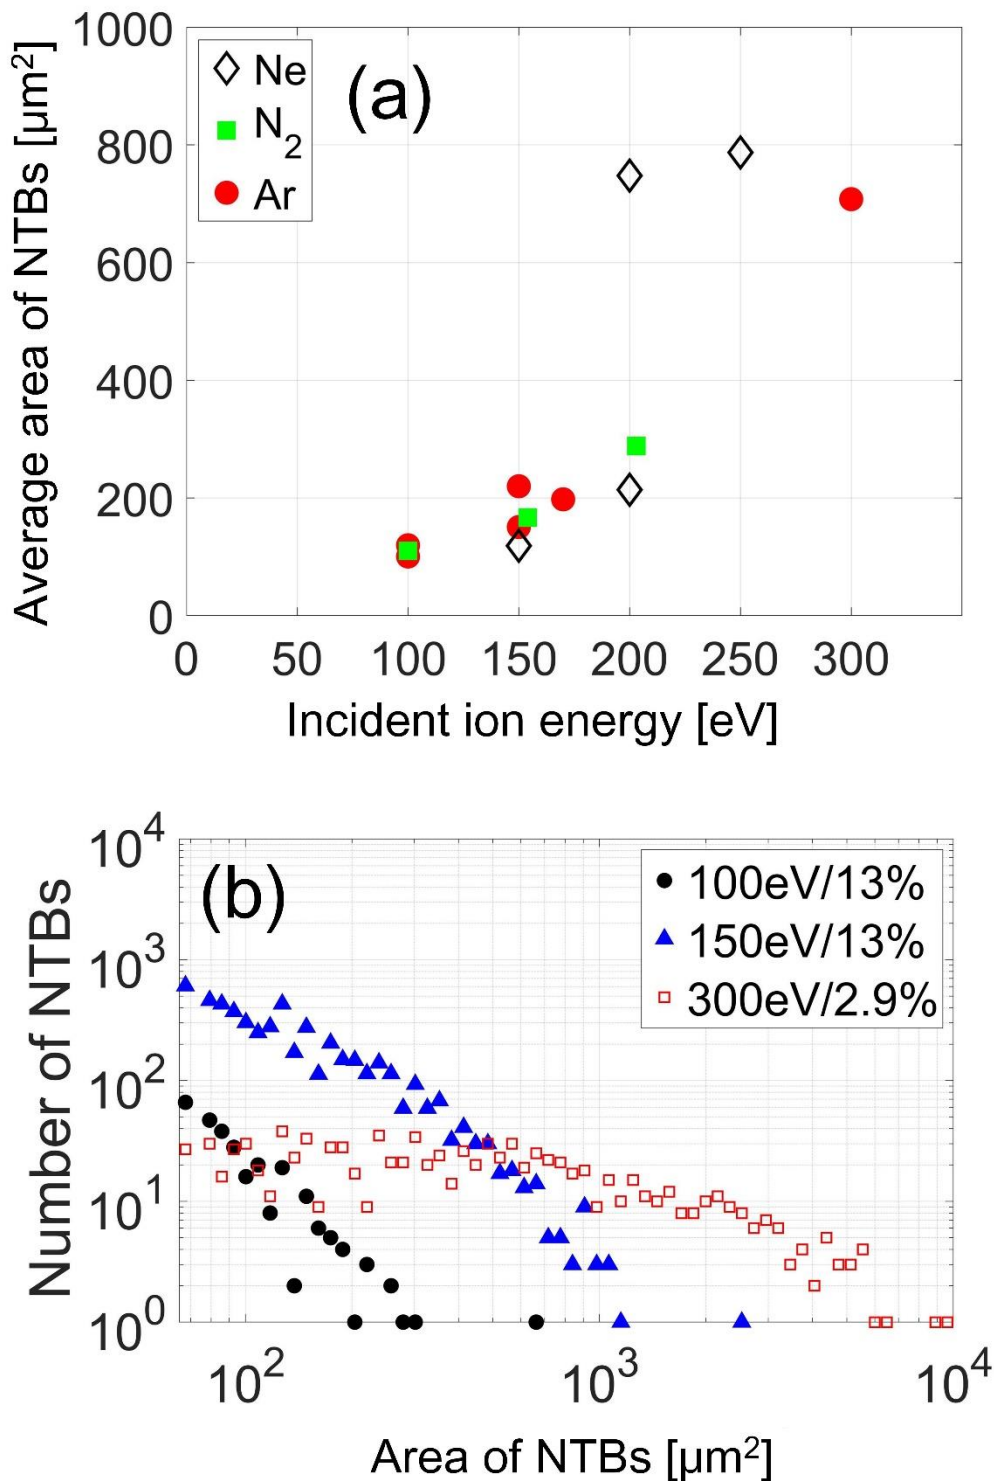 1000
800
600
400
200
0
Average area of NTBs [μm²]
Ne
N₂
Ar
(a)
0 50 100 150 200 250 300
Incident ion energy [eV]
10⁴
10³
10²
10¹
10⁰
Number of NTBs
(b)
100eV/13%
150eV/13%
300eV/2.9%
10² 10³ 10⁴
Area of NTBs [μm²]